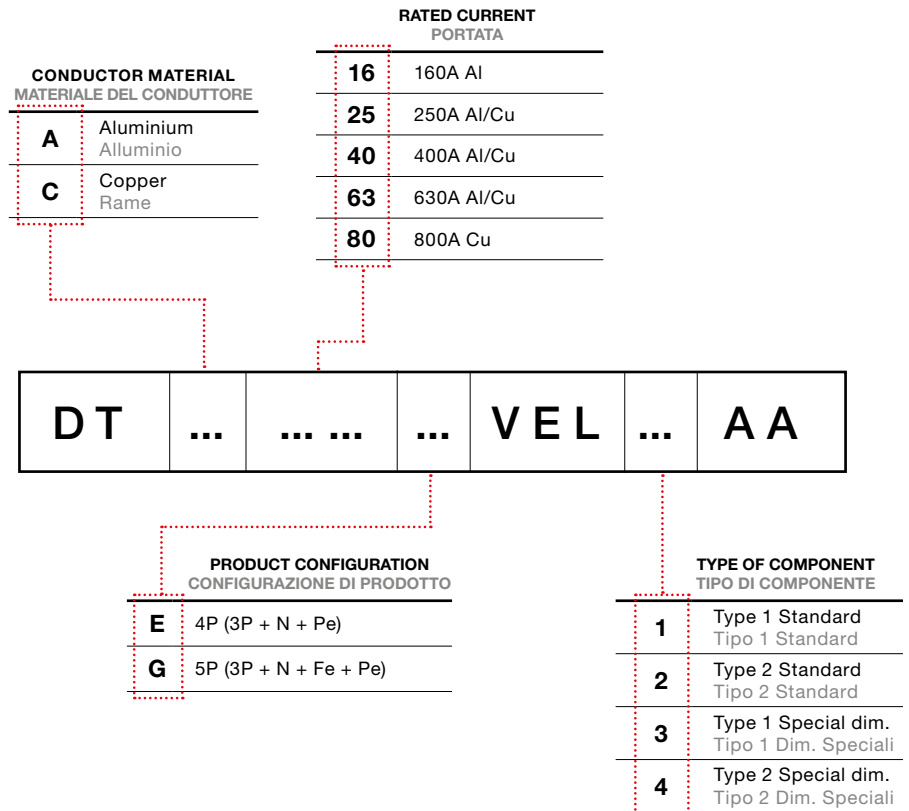 RATED CURRENT
PORTATA
16 160A Al
25 250A Al/Cu
40 400A Al/Cu
63 630A Al/Cu
80 800A Cu
CONDUCTOR MATERIAL
MATERIALE DEL CONDUTTORE
A Aluminium
Alluminio
C Copper
Rame
DT ... ... ... ... VEL ... AA
PRODUCT CONFIGURATION
CONFIGURAZIONE DI PRODOTTO
E 4P (3P + N + Pe)
G 5P (3P + N + Fe + Pe)
TYPE OF COMPONENT
TIPO DI COMPONENTE
1 Type 1 Standard
Tipo 1 Standard
2 Type 2 Standard
Tipo 2 Standard
3 Type 1 Special dim.
Tipo 1 Dim. Speciali
4 Type 2 Special dim.
Tipo 2 Dim. Speciali